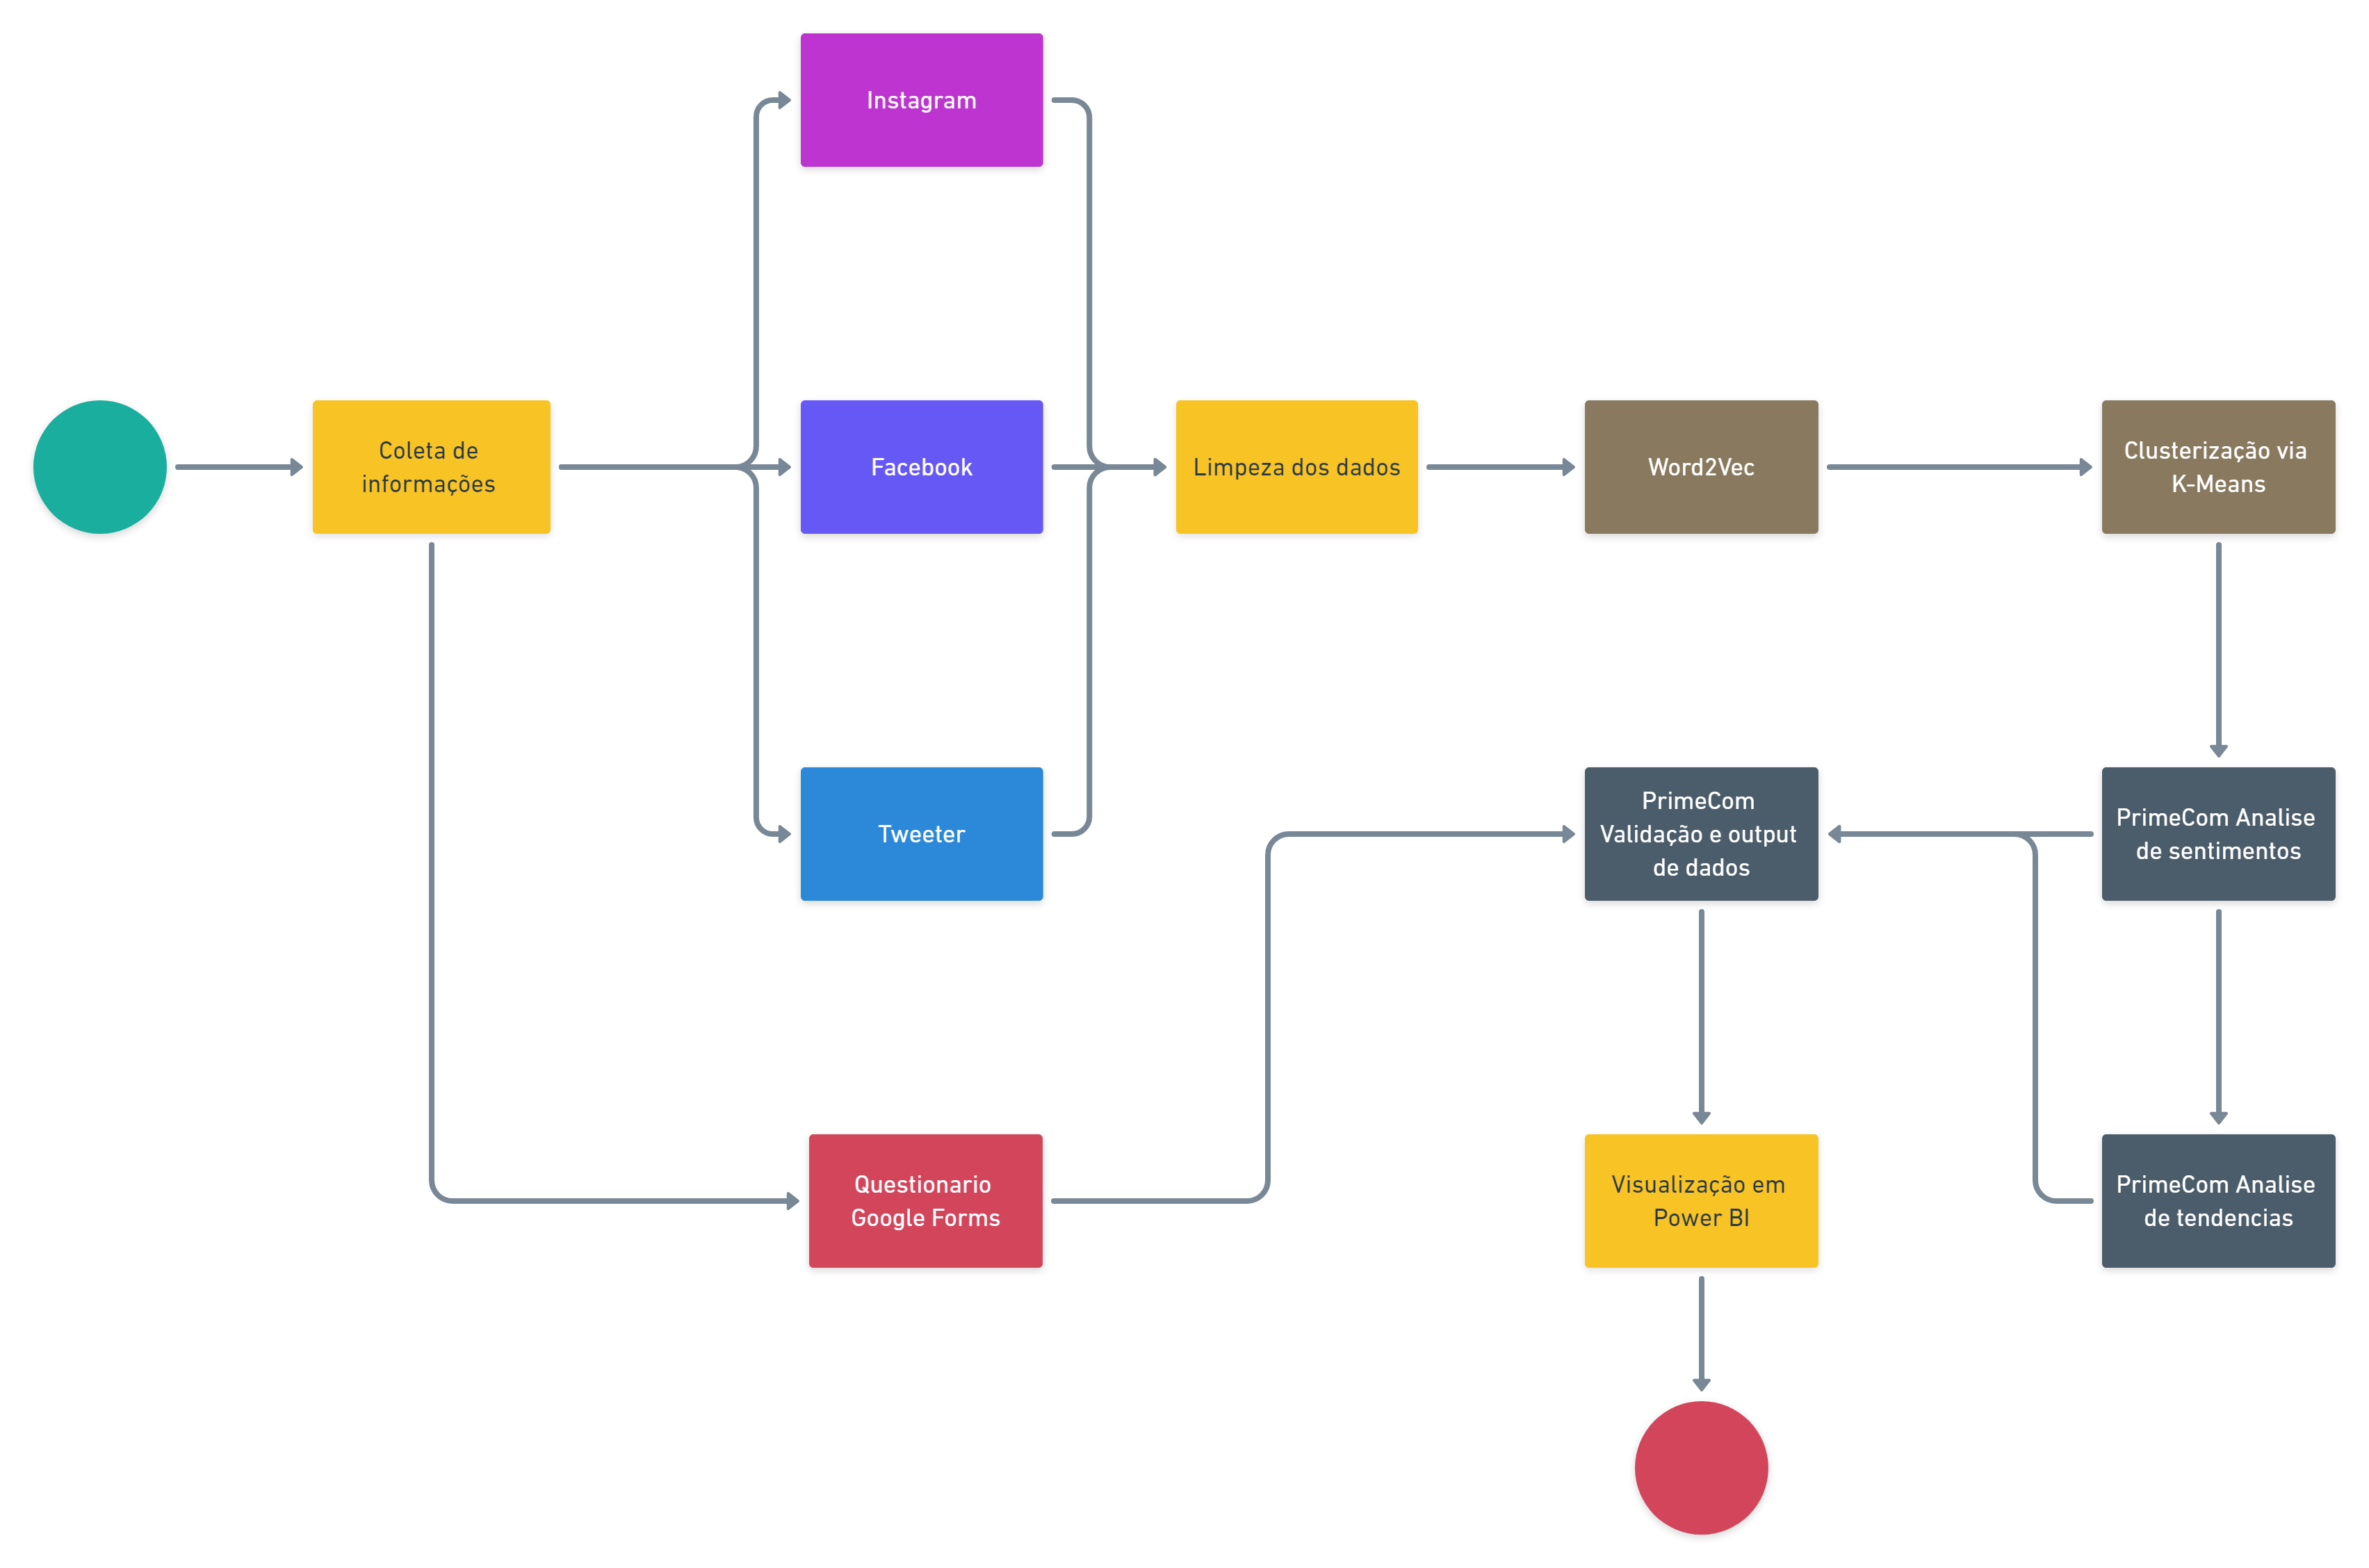 Instagram
Coleta de
informações
Facebook
Limpeza dos dados
Word2Vec
Clusterização via
K-Means
Tweeter
PrimeCom
Validação e output
de dados
PrimeCom Analise
de sentimentos
Questionario
Google Forms
Visualização em
Power BI
PrimeCom Analise
de tendencias